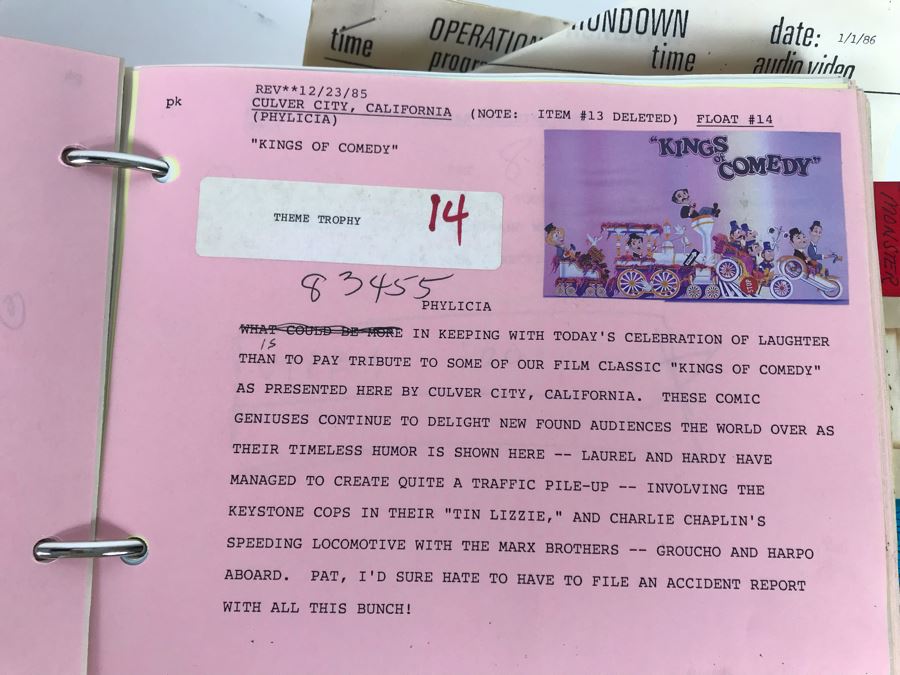 time
OPERATION
RUNDOWN
date: 1/1/86
time
audio video
pk
REV**12/23/85
CULVER CITY, CALIFORNIA (NOTE: ITEM #13 DELETED) FLOAT #14
(PHYLICIA)
"KINGS OF COMEDY"
"KINGS
OF
COMEDY"
THEME TROPHY
14
83455
PHYLICIA
WHAT COULD BE MORE IN KEEPING WITH TODAY'S CELEBRATION OF LAUGHTER
IS
THAN TO PAY TRIBUTE TO SOME OF OUR FILM CLASSIC "KINGS OF COMEDY"
AS PRESENTED HERE BY CULVER CITY, CALIFORNIA. THESE COMIC
GENIUSES CONTINUE TO DELIGHT NEW FOUND AUDIENCES THE WORLD OVER AS
THEIR TIMELESS HUMOR IS SHOWN HERE -- LAUREL AND HARDY HAVE
MANAGED TO CREATE QUITE A TRAFFIC PILE-UP -- INVOLVING THE
KEYSTONE COPS IN THEIR "TIN LIZZIE," AND CHARLIE CHAPLIN'S
SPEEDING LOCOMOTIVE WITH THE MARX BROTHERS -- GROUCHO AND HARPO
ABOARD. PAT, I'D SURE HATE TO HAVE TO FILE AN ACCIDENT REPORT
WITH ALL THIS BUNCH!
MONSTER